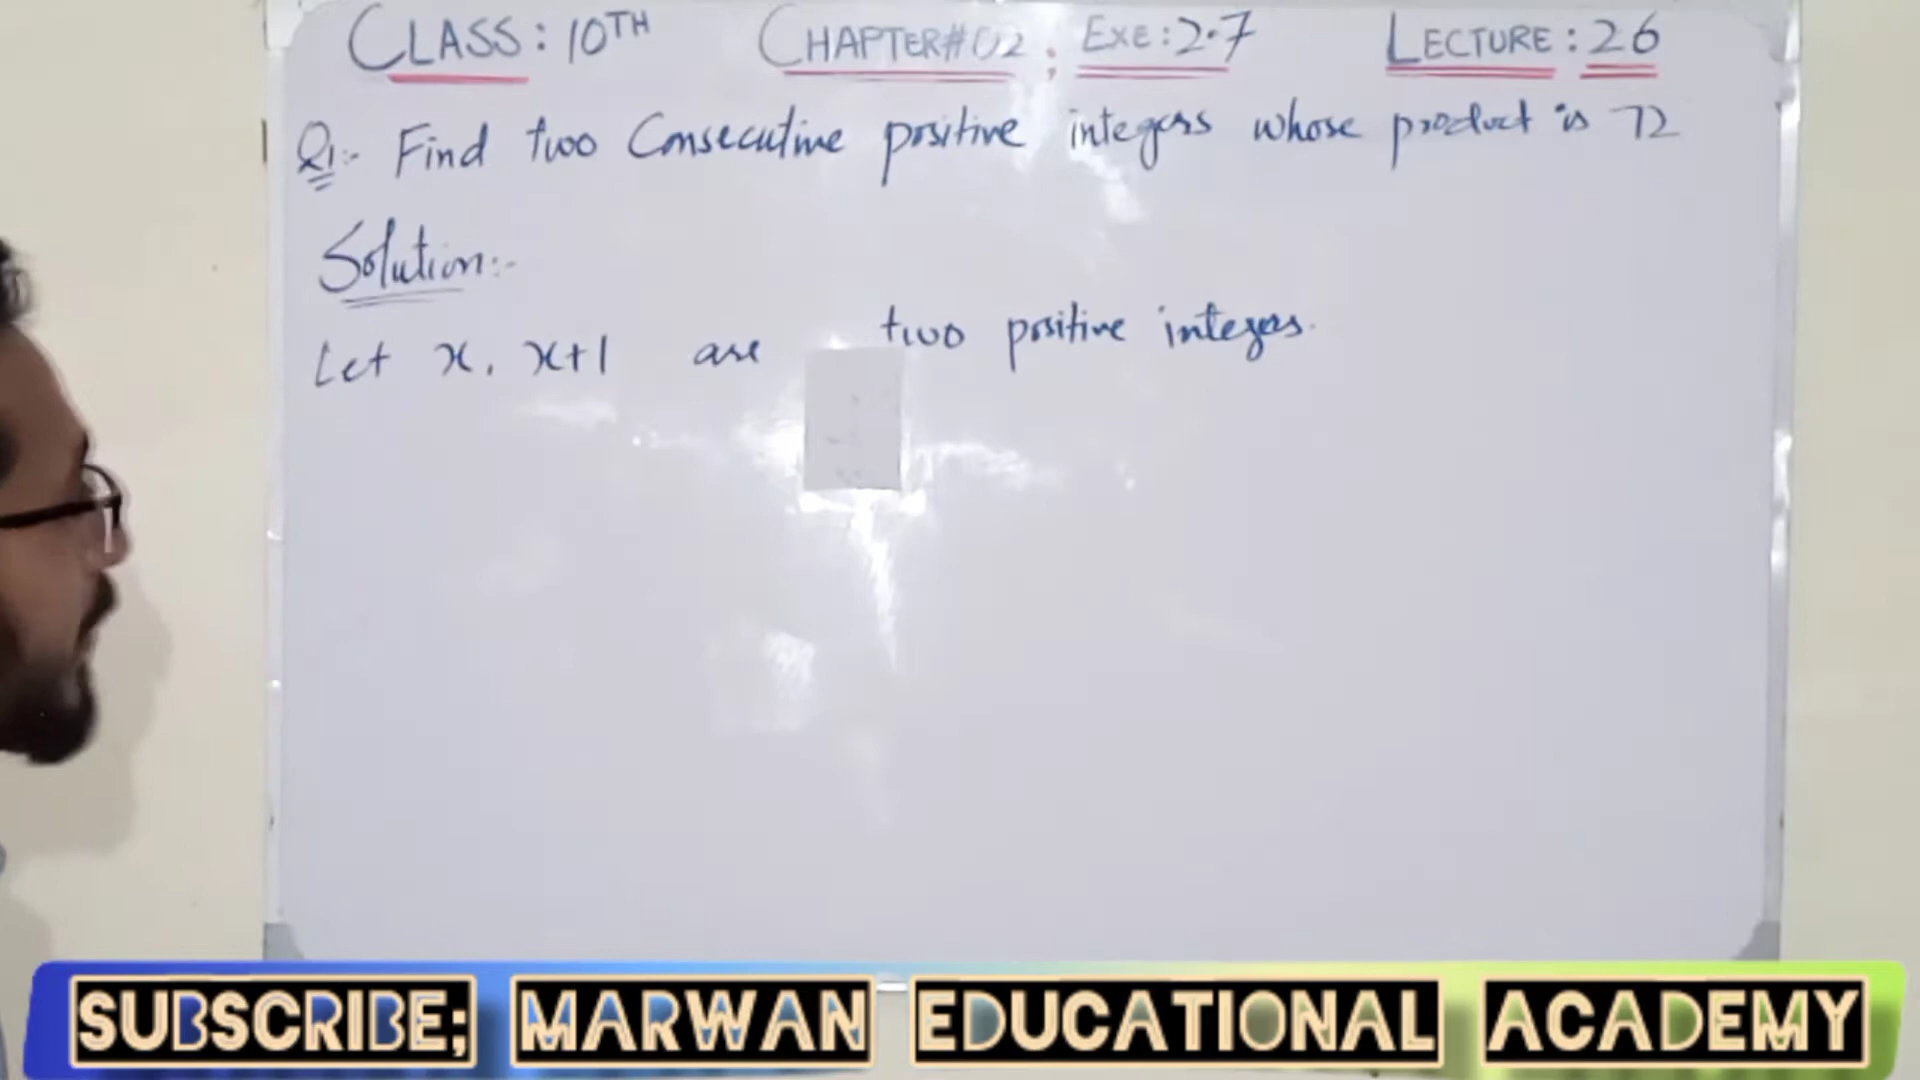 CLASS: 10TH CHAPTER#02; EXE:2.7 LECTURE: 26
Q1:- Find two Consecutive positive integers whose product is 72
Solution:-
Let x, x+1 are two positive integers.
SUBSCRIBE; MARWAN EDUCATIONAL ACADEMY